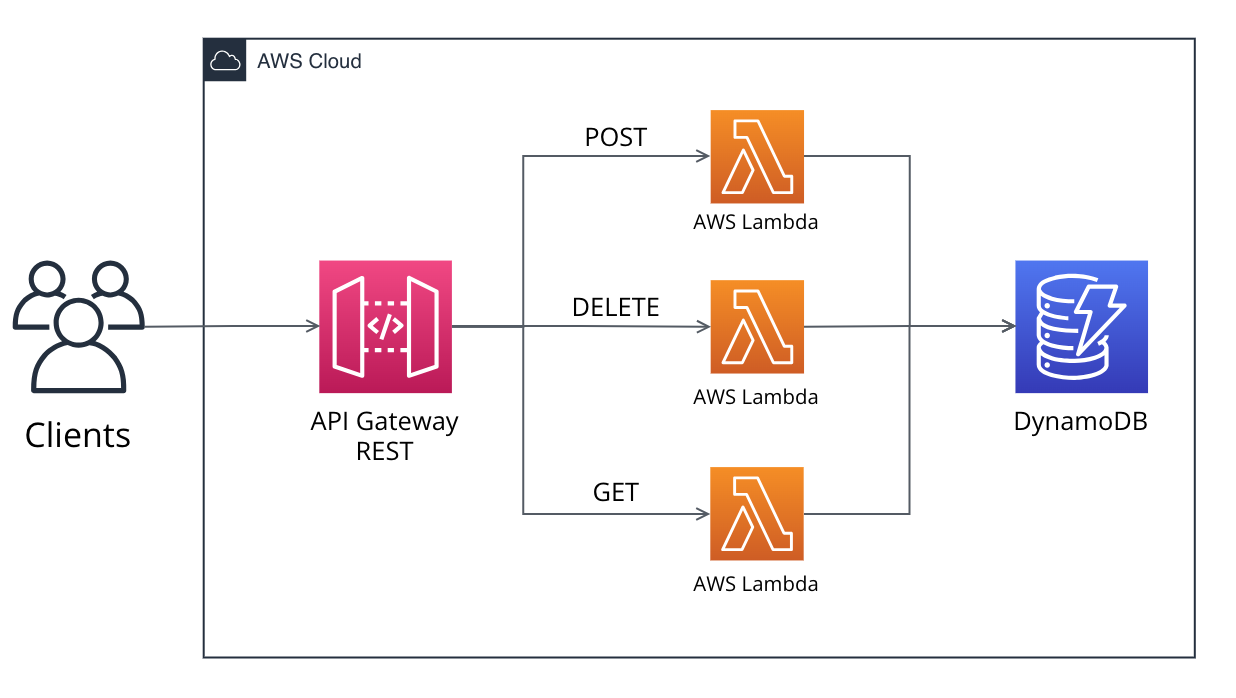 AWS Cloud
POST
AWS Lambda
Clients
API Gateway
REST
DELETE
AWS Lambda
DynamoDB
GET
AWS Lambda